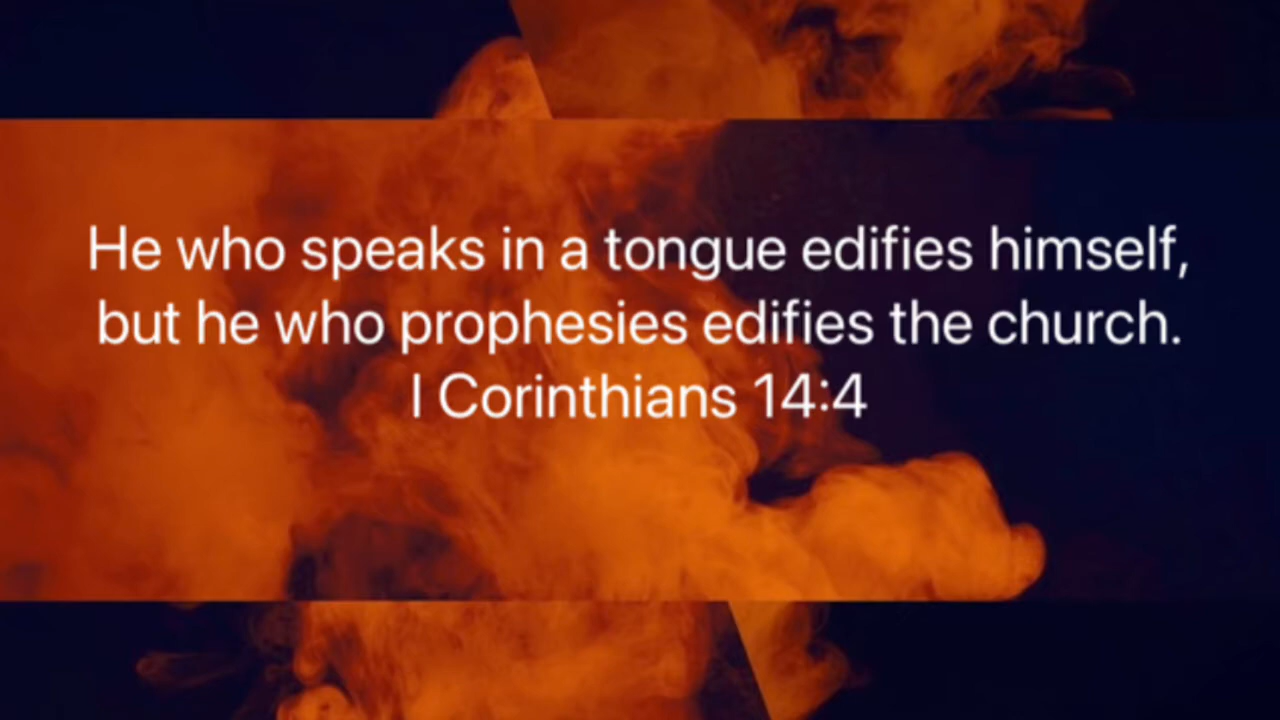 He who speaks in a tongue edifies himself,
but he who prophesies edifies the church.
I Corinthians 14:4